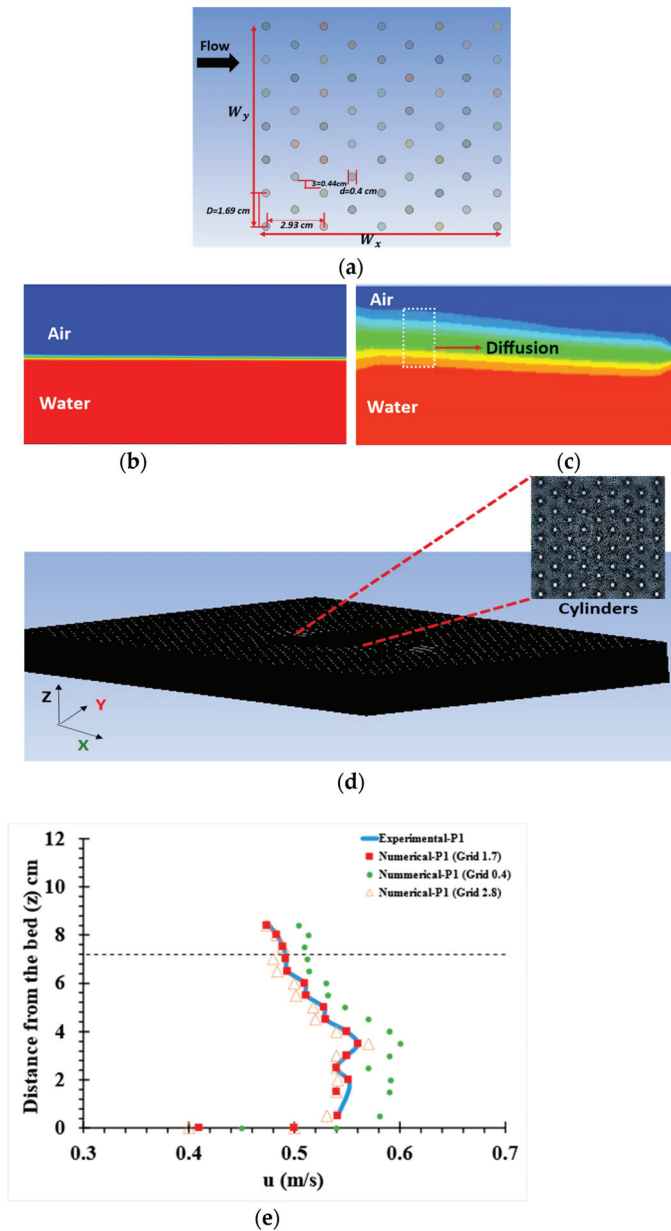 Flow
W_y
S=0.44cm
d=0.4 cm
D=1.69 cm
2.93 cm
W_x
(a)
Air
Water
(b)
Air
Diffusion
Water
(c)
Cylinders
Z
Y
X
(d)
Distance from the bed (z) cm
12
10
8
6
4
2
0
Experimental-P1
Numerical-P1 (Grid 1.7)
Nummerical-P1 (Grid 0.4)
Numerical-P1 (Grid 2.8)
0.3 0.4 0.5 0.6 0.7
u (m/s)
(e)